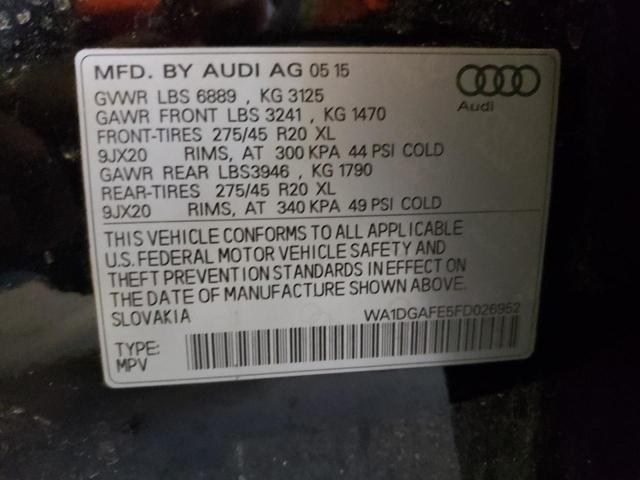 MFD. BY AUDI AG 05 15
Audi
GVWR LBS 6889 , KG 3125
GAWR FRONT LBS 3241 , KG 1470
FRONT-TIRES 275/45 R20 XL
9JX20 RIMS, AT 300 KPA 44 PSI COLD
GAWR REAR LBS3946 , KG 1790
REAR-TIRES 275/45 R20 XL
9JX20 RIMS, AT 340 KPA 49 PSI COLD
THIS VEHICLE CONFORMS TO ALL APPLICABLE
U.S. FEDERAL MOTOR VEHICLE SAFETY AND
THEFT PREVENTION STANDARDS IN EFFECT ON
THE DATE OF MANUFACTURE SHOWN ABOVE.
SLOVAKIA WA1DGAFE5FD026952
TYPE:
MPV